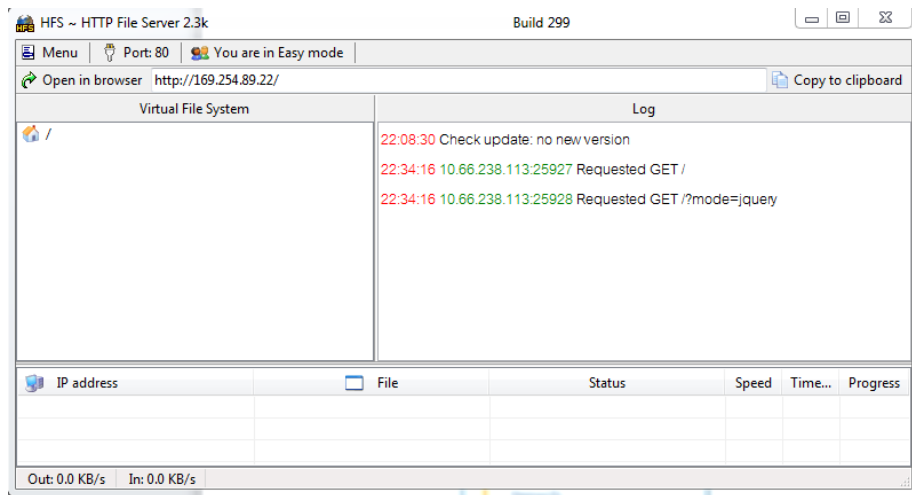 HFS ~ HTTP File Server 2.3k Build 299
Menu Port: 80 You are in Easy mode
Open in browser http://169.254.89.22/ Copy to clipboard
Virtual File System Log
/
22:08:30 Check update: no new version
22:34:16 10.66.238.113:25927 Requested GET /
22:34:16 10.66.238.113:25928 Requested GET /?mode=jquery
IP address File Status Speed Time... Progress
Out: 0.0 KB/s In: 0.0 KB/s